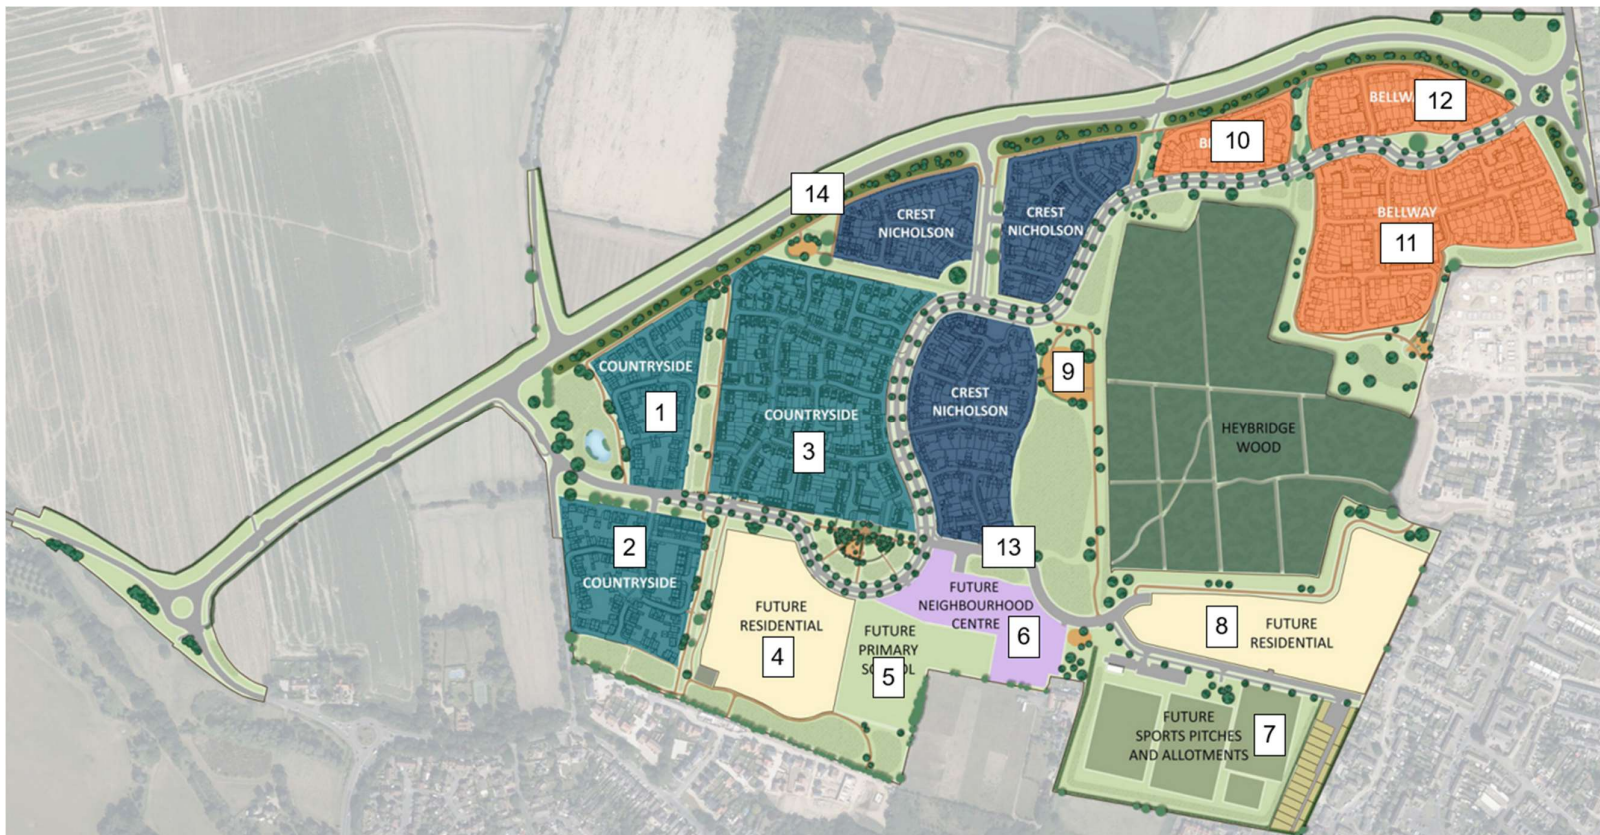 12
BELLWAY
10
14
CREST
NICHOLSON
CREST
NICHOLSON
BELLWAY
11
COUNTRYSIDE
1
COUNTRYSIDE
3
CREST
NICHOLSON
9
HEYBRIDGE
WOOD
2
COUNTRYSIDE
13
FUTURE
NEIGHBOURHOOD
CENTRE
6
FUTURE
RESIDENTIAL
4
FUTURE
PRIMARY
5
8
FUTURE
RESIDENTIAL
FUTURE
SPORTS PITCHES
AND ALLOTMENTS
7